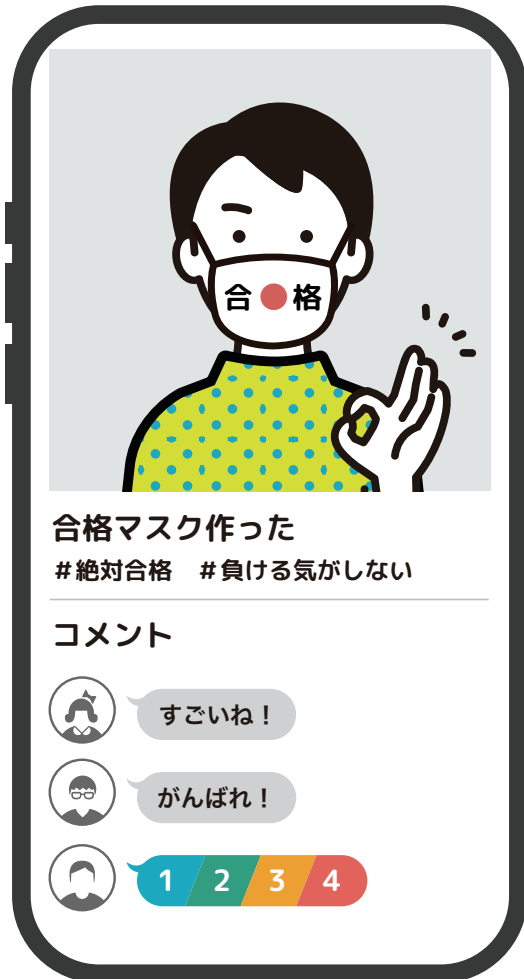 合 格
合格マスク作った
#絶対合格 #負ける気がしない
コメント
すごいね!
がんばれ!
1 2 3 4